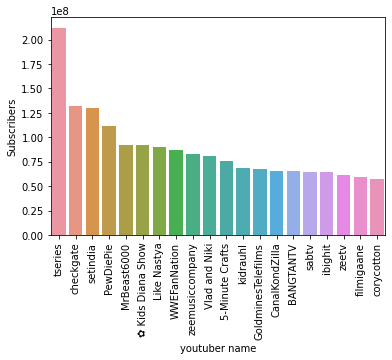 1e8
2.00
1.75
1.50
1.25
1.00
0.75
0.50
0.25
0.00
Subscribers
tseries
checkgate
setindia
PewDiePie
MrBeast6000
✿ Kids Diana Show
Like Nastya
WWEFanNation
zeemusiccompany
Vlad and Niki
5-Minute Crafts
kidrauhl
GoldminesTelefilms
CanalKondZilla
BANGTANTV
sabtv
ibighit
zeetv
filmigaane
corycotton
youtuber name